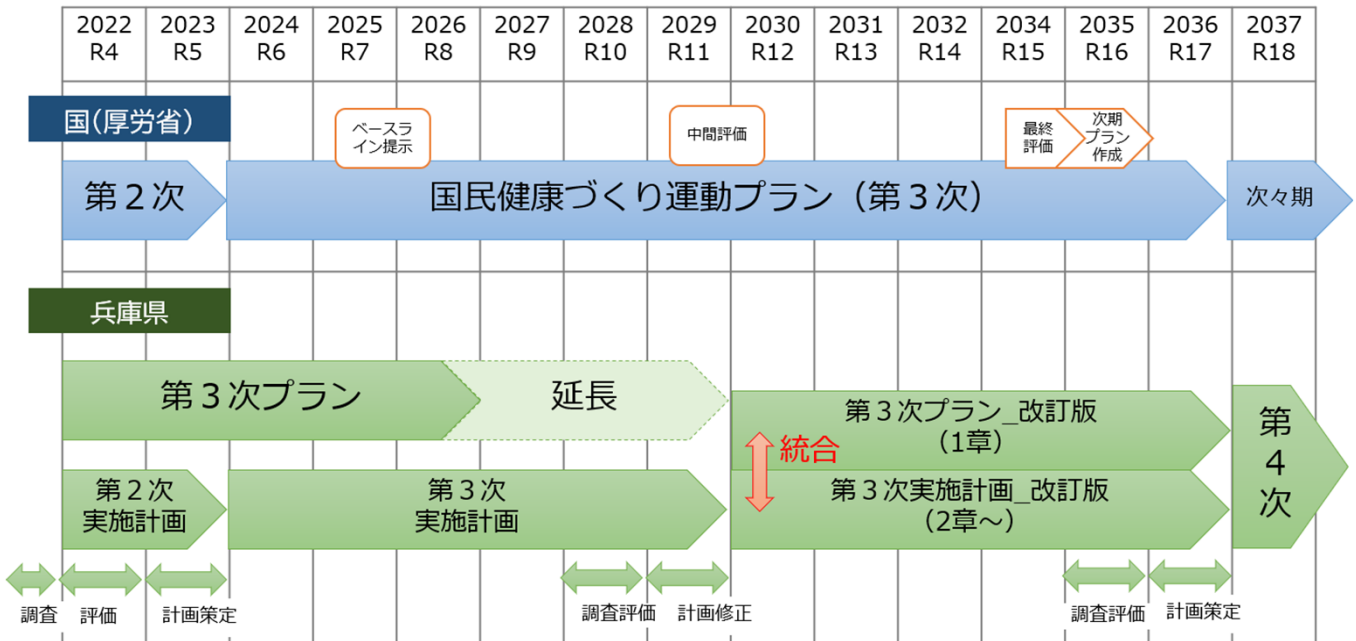 2022 2023 2024 2025 2026 2027 2028 2029 2030 2031 2032 2034 2035 2036 2037
R4 R5 R6 R7 R8 R9 R10 R11 R12 R13 R14 R15 R16 R17 R18
国(厚労省)
ベースラ
イン提示
中間評価
最終
評価
次期
プラン
作成
第２次
国民健康づくり運動プラン（第３次）
次々期
兵庫県
第３次プラン
延長
第３次プラン_改訂版
（1章）
統合
第２次
実施計画
第３次
実施計画
第３次実施計画_改訂版
（2章～）
第
４
次
調査
評価
計画策定
調査評価
計画修正
調査評価
計画策定